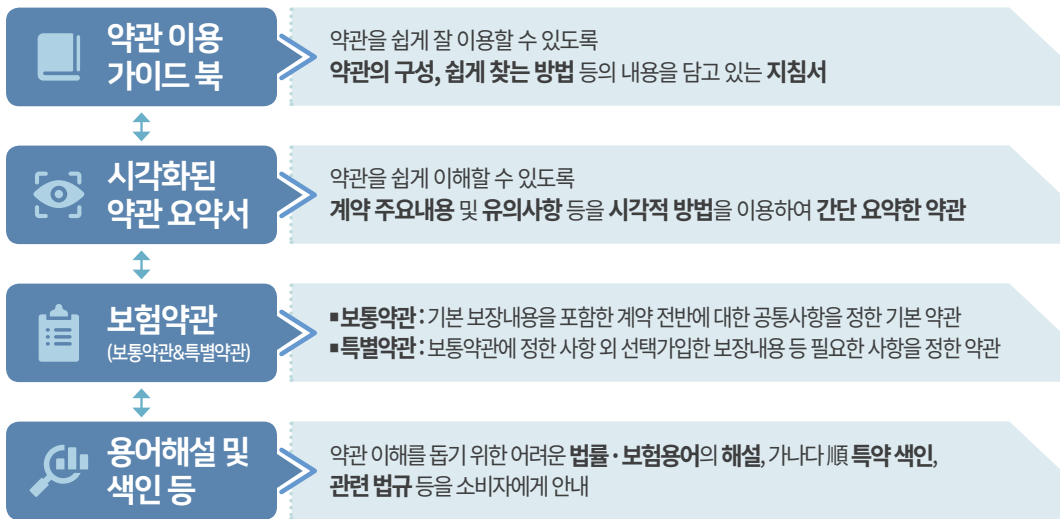 약관 이용
가이드 북
약관을 쉽게 잘 이용할 수 있도록
약관의 구성, 쉽게 찾는 방법 등의 내용을 담고 있는 지침서
시각화된
약관 요약서
약관을 쉽게 이해할 수 있도록
계약 주요내용 및 유의사항 등을 시각적 방법을 이용하여 간단 요약한 약관
보험약관
(보통약관&특별약관)
▪보통약관 : 기본 보장내용을 포함한 계약 전반에 대한 공통사항을 정한 기본 약관
▪특별약관 : 보통약관에 정한 사항 외 선택가입한 보장내용 등 필요한 사항을 정한 약관
용어해설 및
색인 등
약관 이해를 돕기 위한 어려운 법률·보험용어의 해설, 가나다 順 특약 색인,
관련 법규 등을 소비자에게 안내